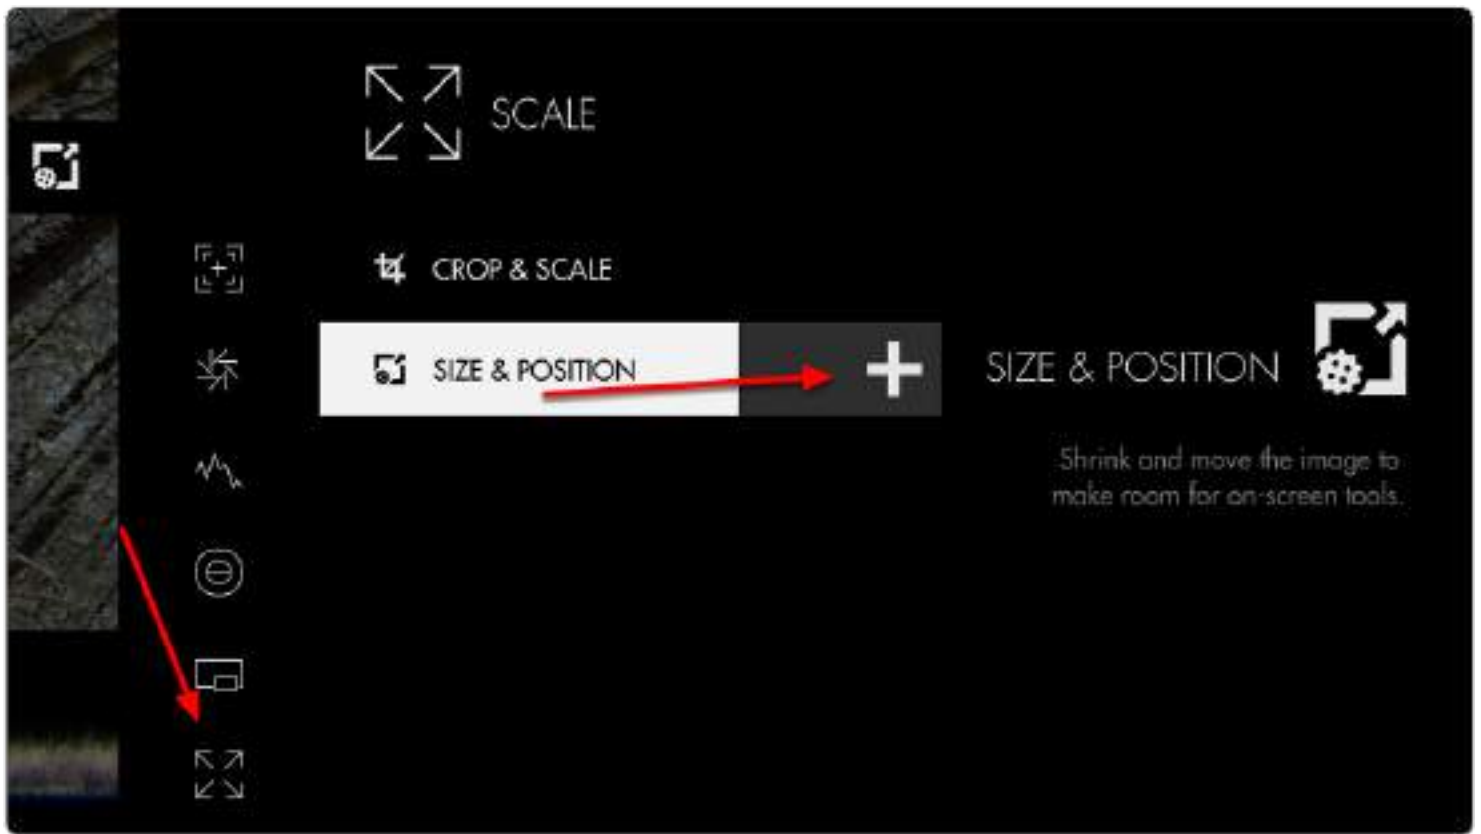 SCALE
CROP & SCALE
SIZE & POSITION
SIZE & POSITION
Shrink and move the image to
make room for on-screen tools.